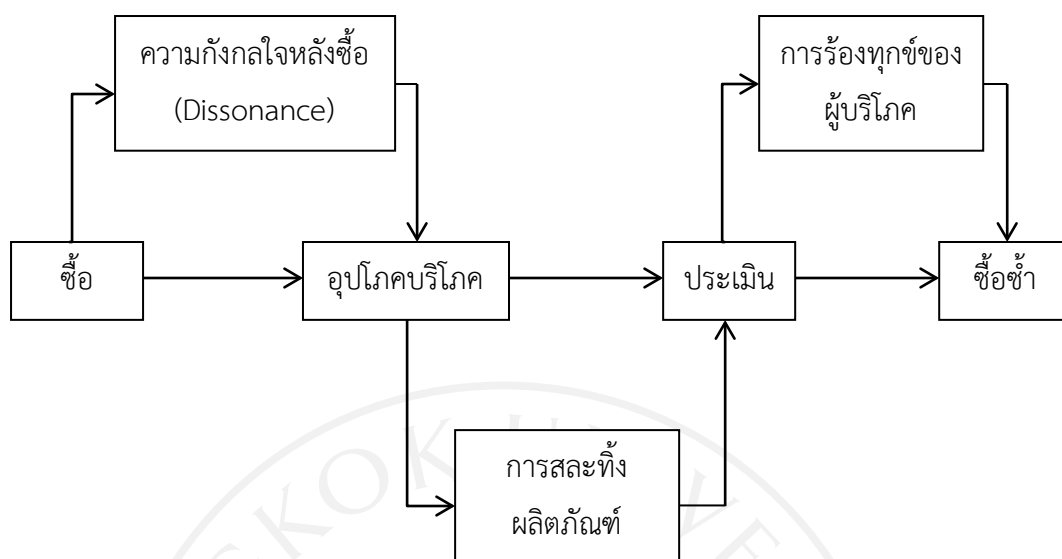 ความกังกลใจหลังซื้อ
(Dissonance)
การร้องทุกข์ของ
ผู้บริโภค
ซื้อ
อุปโภคบริโภค
ประเมิน
ซื้อซ้ำ
การสละทิ้ง
ผลิตภัณฑ์